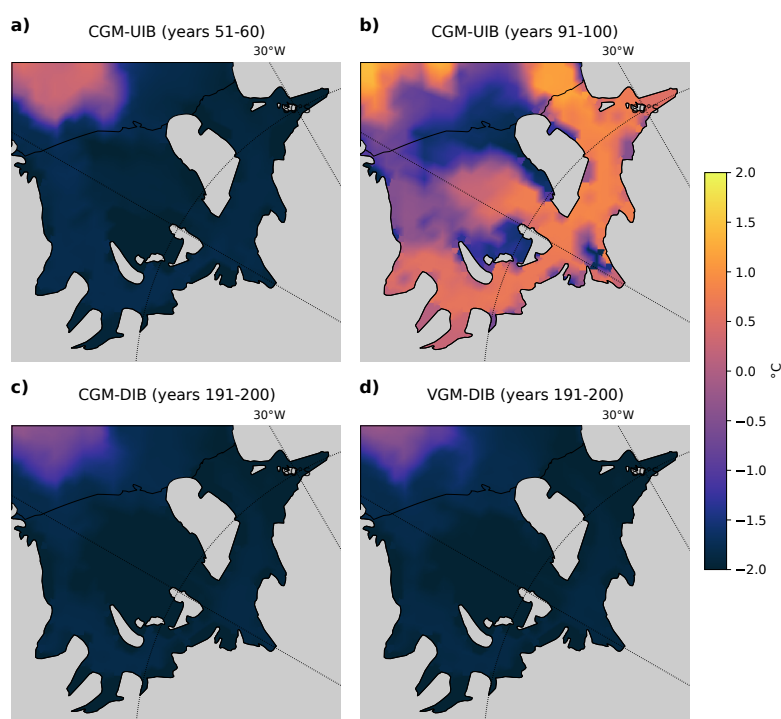 a)
CGM-UIB (years 51-60)
30°W
b)
CGM-UIB (years 91-100)
30°W
2.0
1.5
1.0
0.5
0.0
−0.5
−1.0
−1.5
−2.0
°C
c)
CGM-DIB (years 191-200)
30°W
d)
VGM-DIB (years 191-200)
30°W